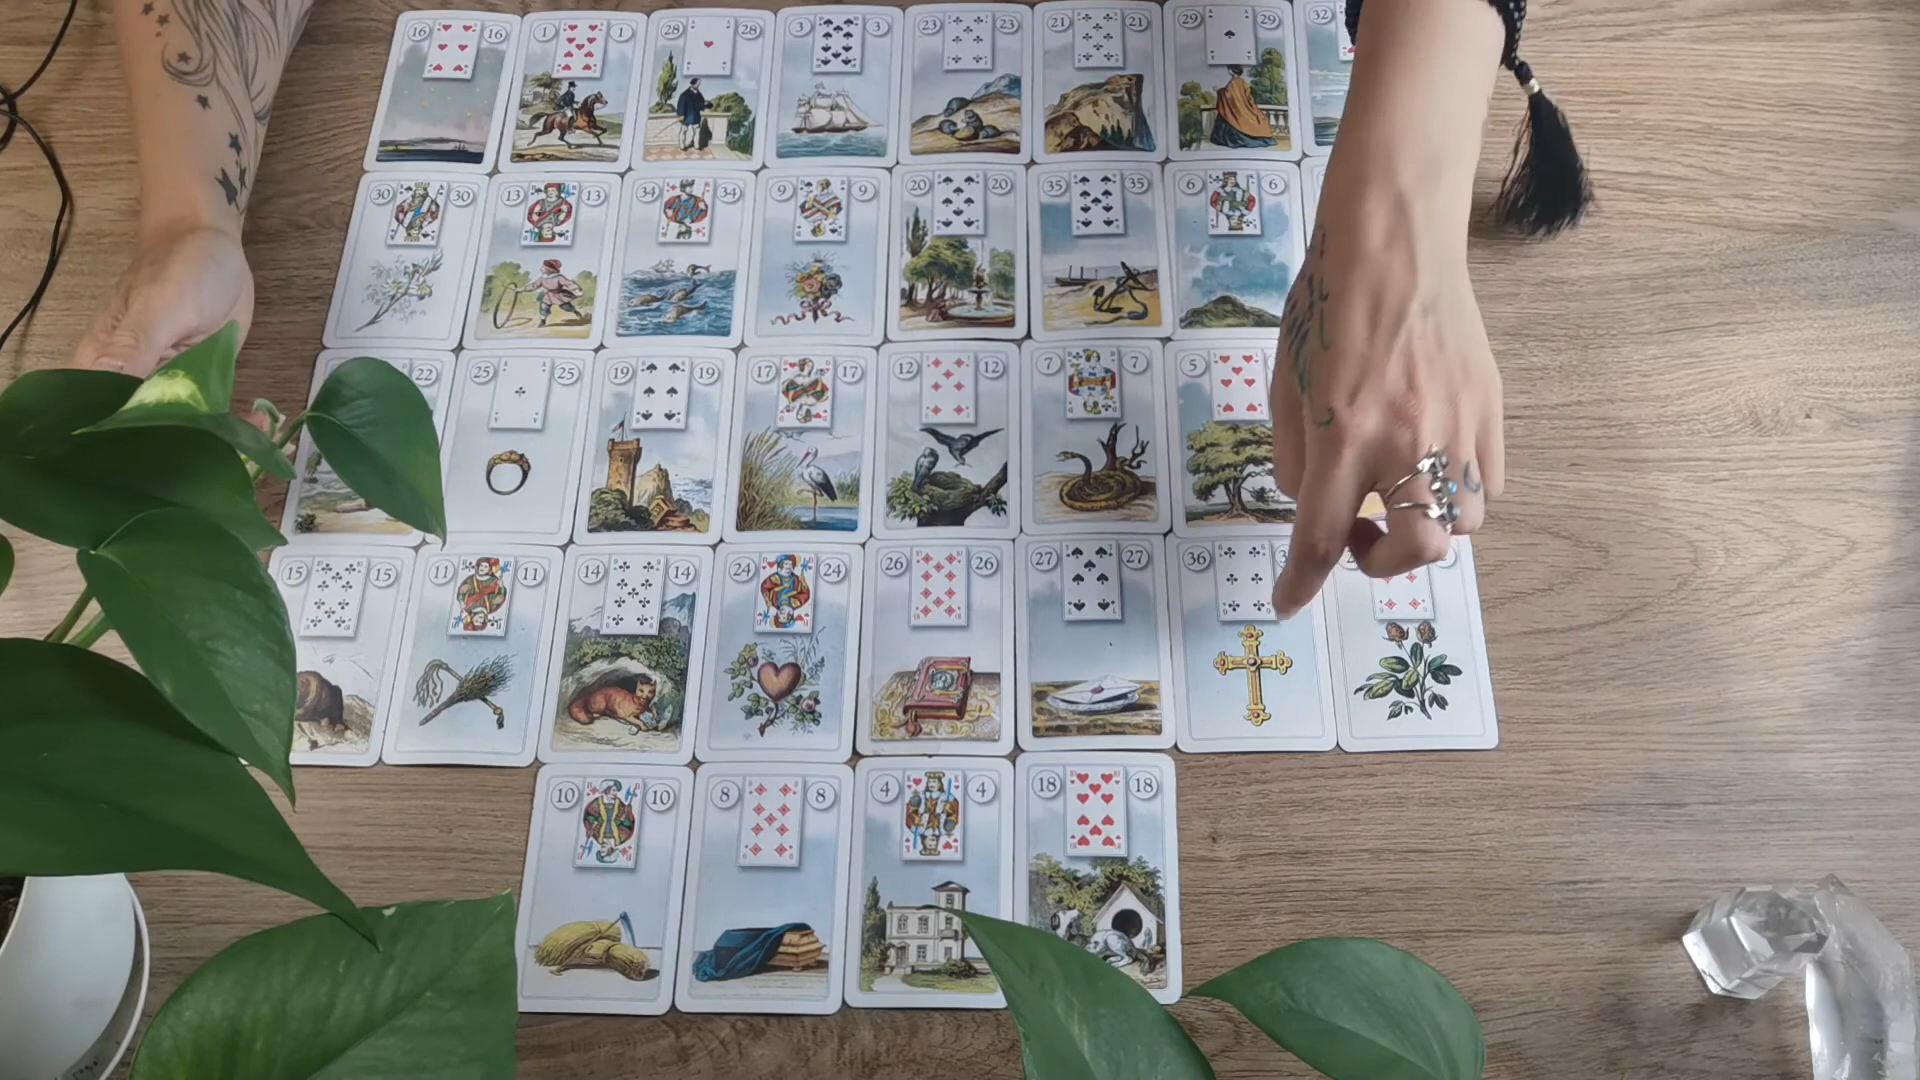 16 16 1 1 28 28 3 3 23 23 21 21 29 29 32
30 30 13 13 34 34 9 9 20 20 35 35 6 6
22 25 25 19 19 17 17 12 12 7 7 5
15 15 11 11 14 14 24 24 26 26 27 27 36
10 10 8 8 4 4 18 18